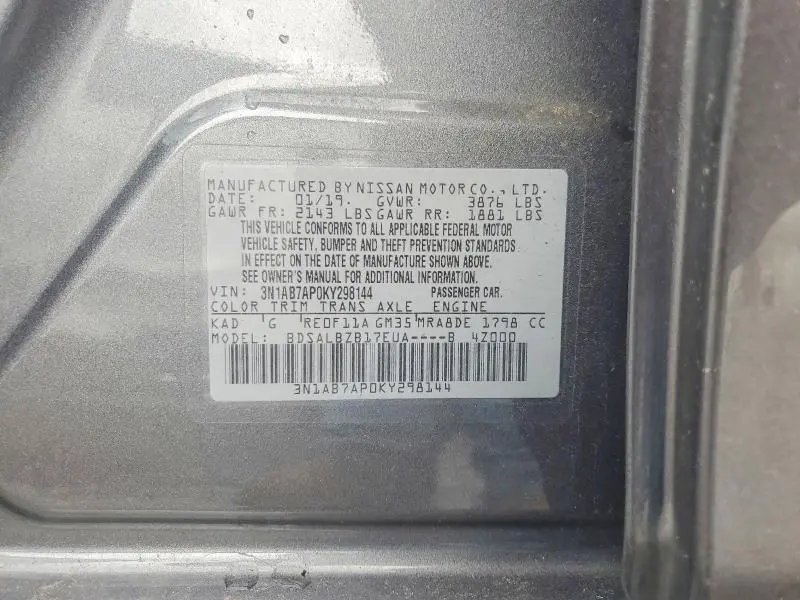 MANUFACTURED BY NISSAN MOTOR CO., LTD.
DATE: 01/19. GVWR: 3876 LBS
GAWR FR: 2143 LBS GAWR RR: 1881 LBS
THIS VEHICLE CONFORMS TO ALL APPLICABLE FEDERAL MOTOR
VEHICLE SAFETY, BUMPER AND THEFT PREVENTION STANDARDS
IN EFFECT ON THE DATE OF MANUFACTURE SHOWN ABOVE.
SEE OWNER'S MANUAL FOR ADDITIONAL INFORMATION.
VIN: 3N1AB7AP0KY298144 PASSENGER CAR.
COLOR TRIM TRANS AXLE ENGINE
KAD G RE0F11A GM35 MRA8DE 1798 CC
MODEL: BDSALBZB17EUA----B 4Z000
3N1AB7AP0KY298144